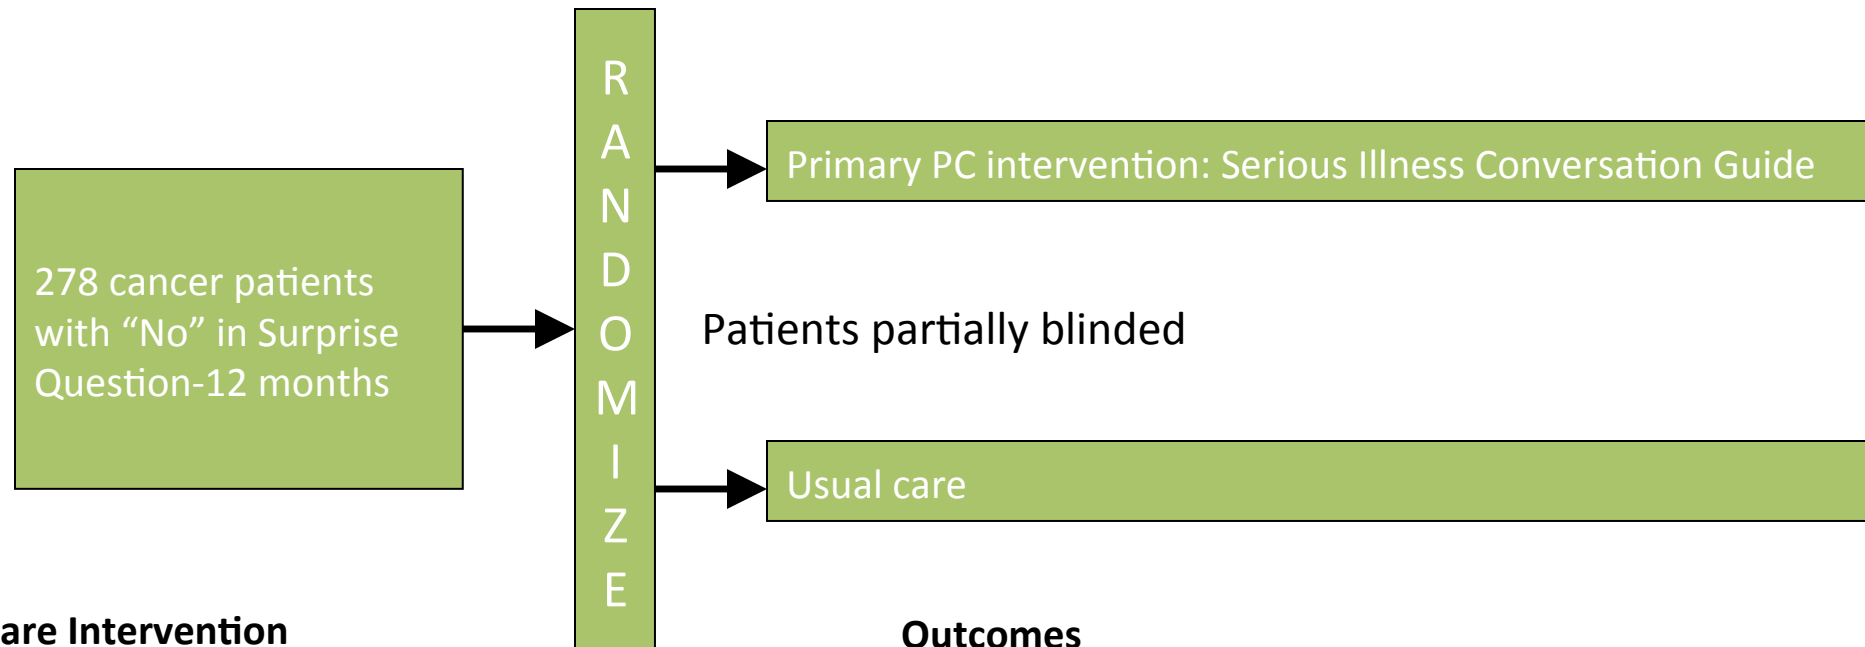 R
A
N
D
O
M
I
Z
E
Primary PC intervention: Serious Illness Conversation Guide
278 cancer patients
with “No” in Surprise
Question-12 months
Patients partially blinded
Usual care
are Intervention
Outcomes